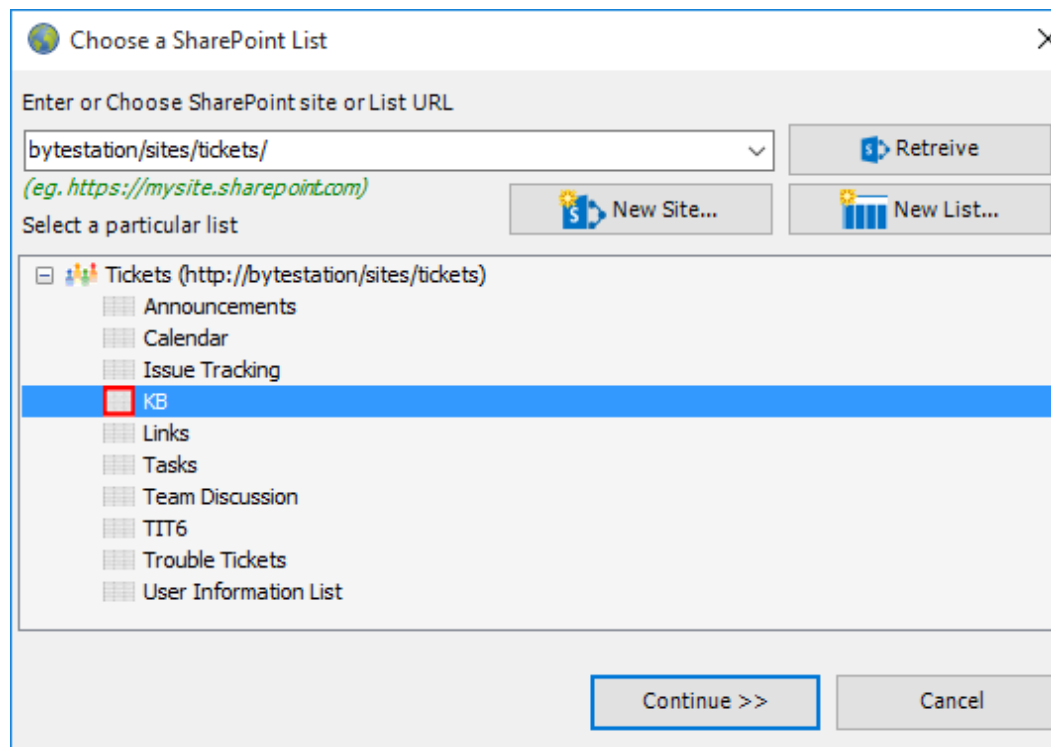 Choose a SharePoint List
Enter or Choose SharePoint site or List URL
bytestation/sites/tickets/
Retreive
(eg. https://mysite.sharepoint.com)
New Site...
New List...
Select a particular list
Tickets (http://bytestation/sites/tickets)
Announcements
Calendar
Issue Tracking
KB
Links
Tasks
Team Discussion
TIT6
Trouble Tickets
User Information List
Continue >>
Cancel